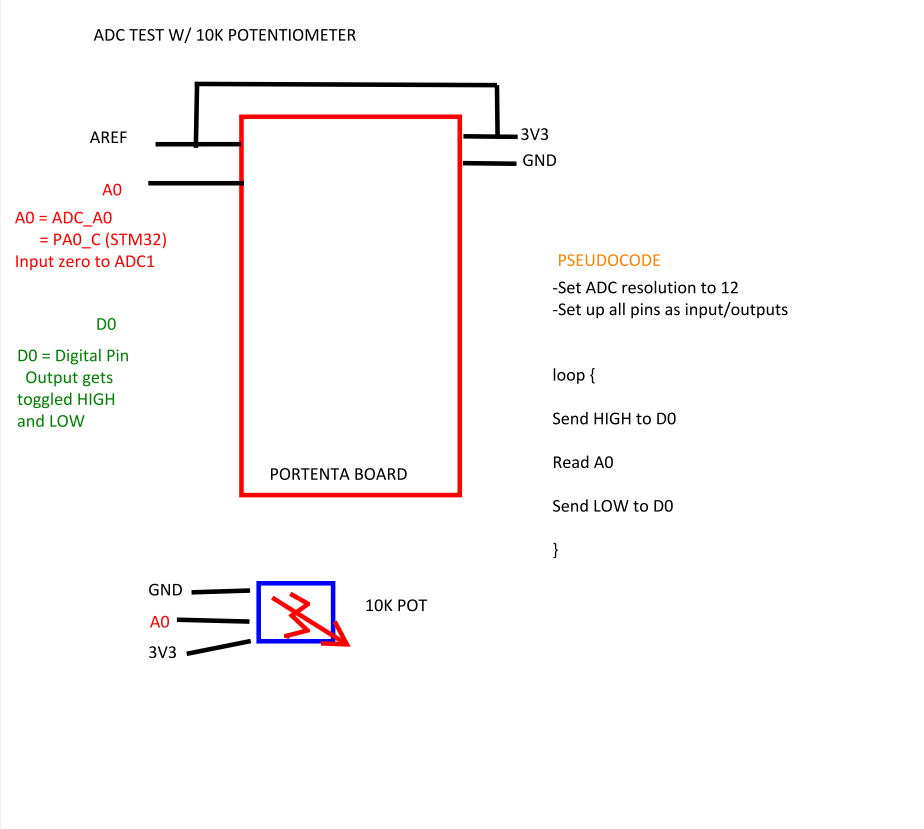 ADC TEST W/ 10K POTENTIOMETER
AREF
3V3
GND
A0
A0 = ADC_A0
= PA0_C (STM32)
Input zero to ADC1
D0
D0 = Digital Pin
Output gets
toggled HIGH
and LOW
PORTENTA BOARD
PSEUDOCODE
-Set ADC resolution to 12
-Set up all pins as input/outputs
loop {
Send HIGH to D0
Read A0
Send LOW to D0
}
GND
A0
3V3
10K POT